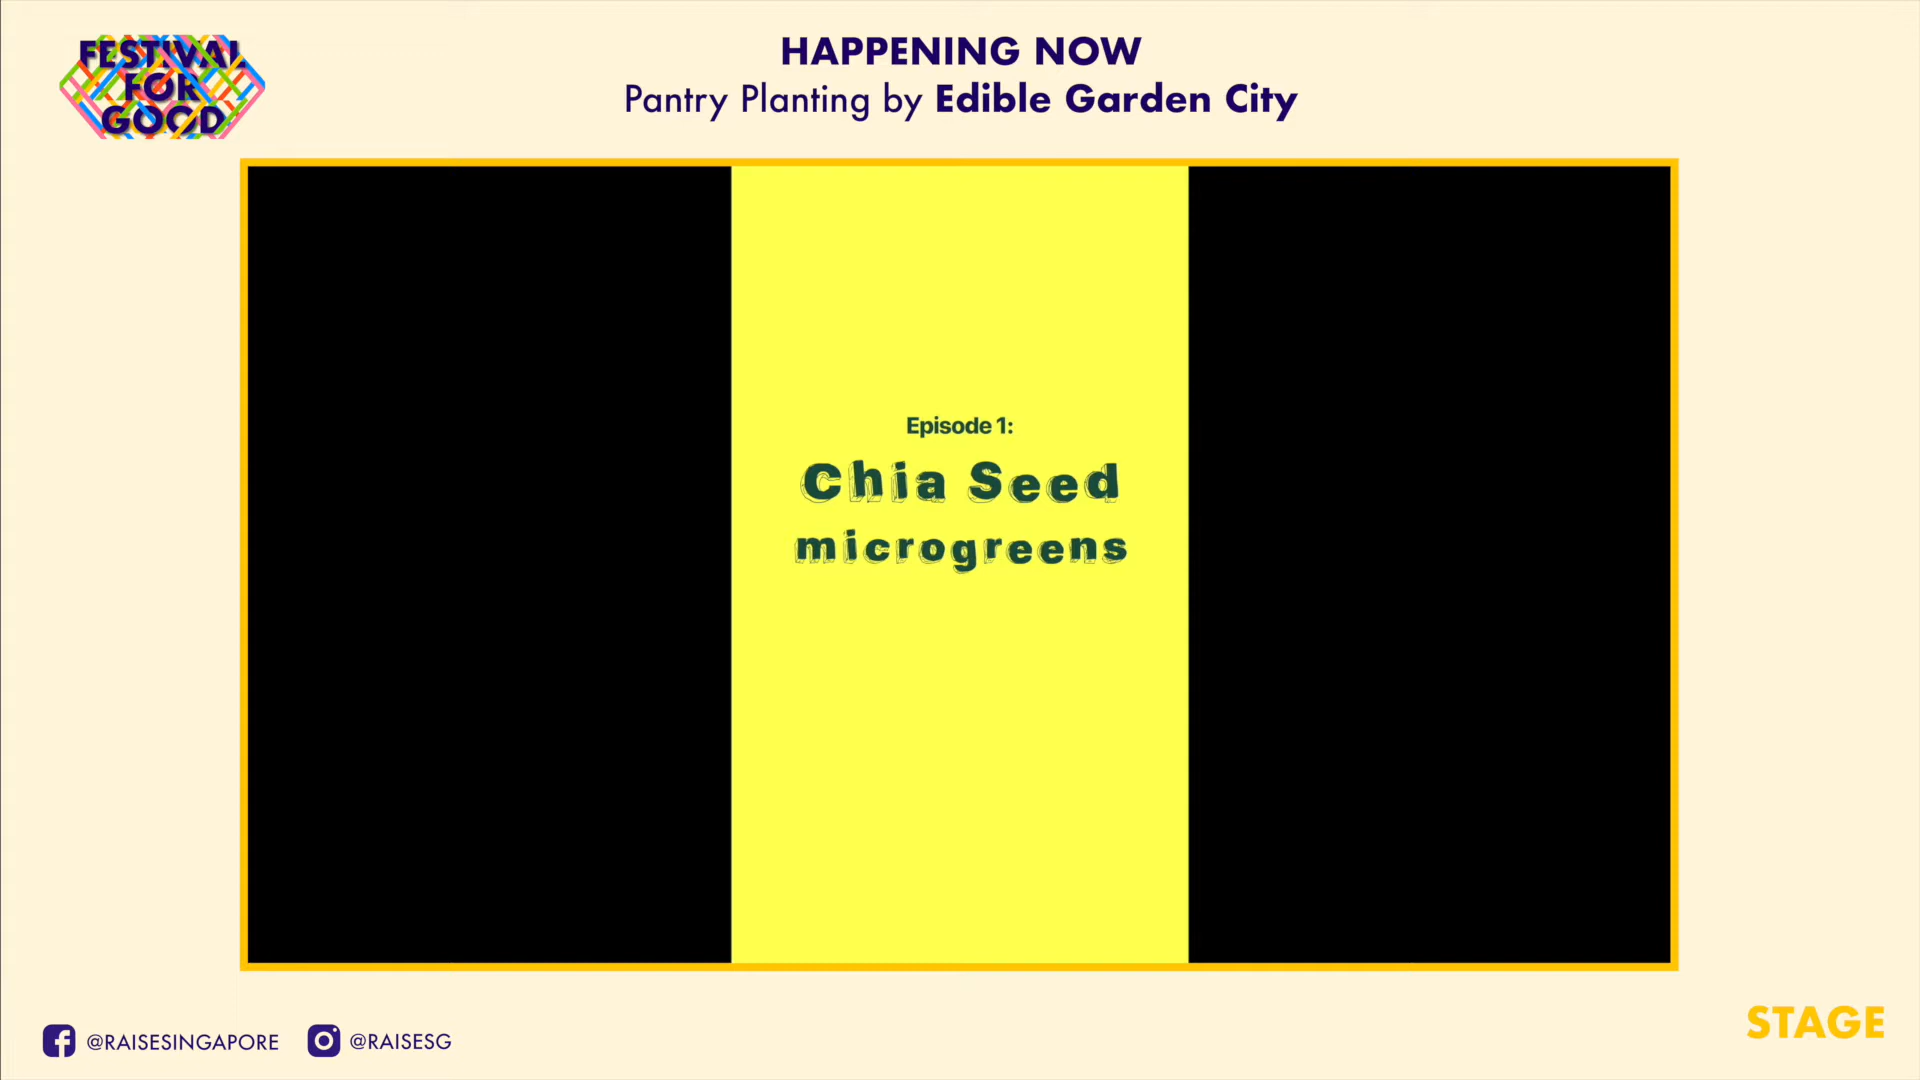 FESTIVAL
FOR
GOOD
HAPPENING NOW
Pantry Planting by Edible Garden City
Episode 1:
Chia Seed
microgreens
@RAISESINGAPORE
@RAISESG
STAGE